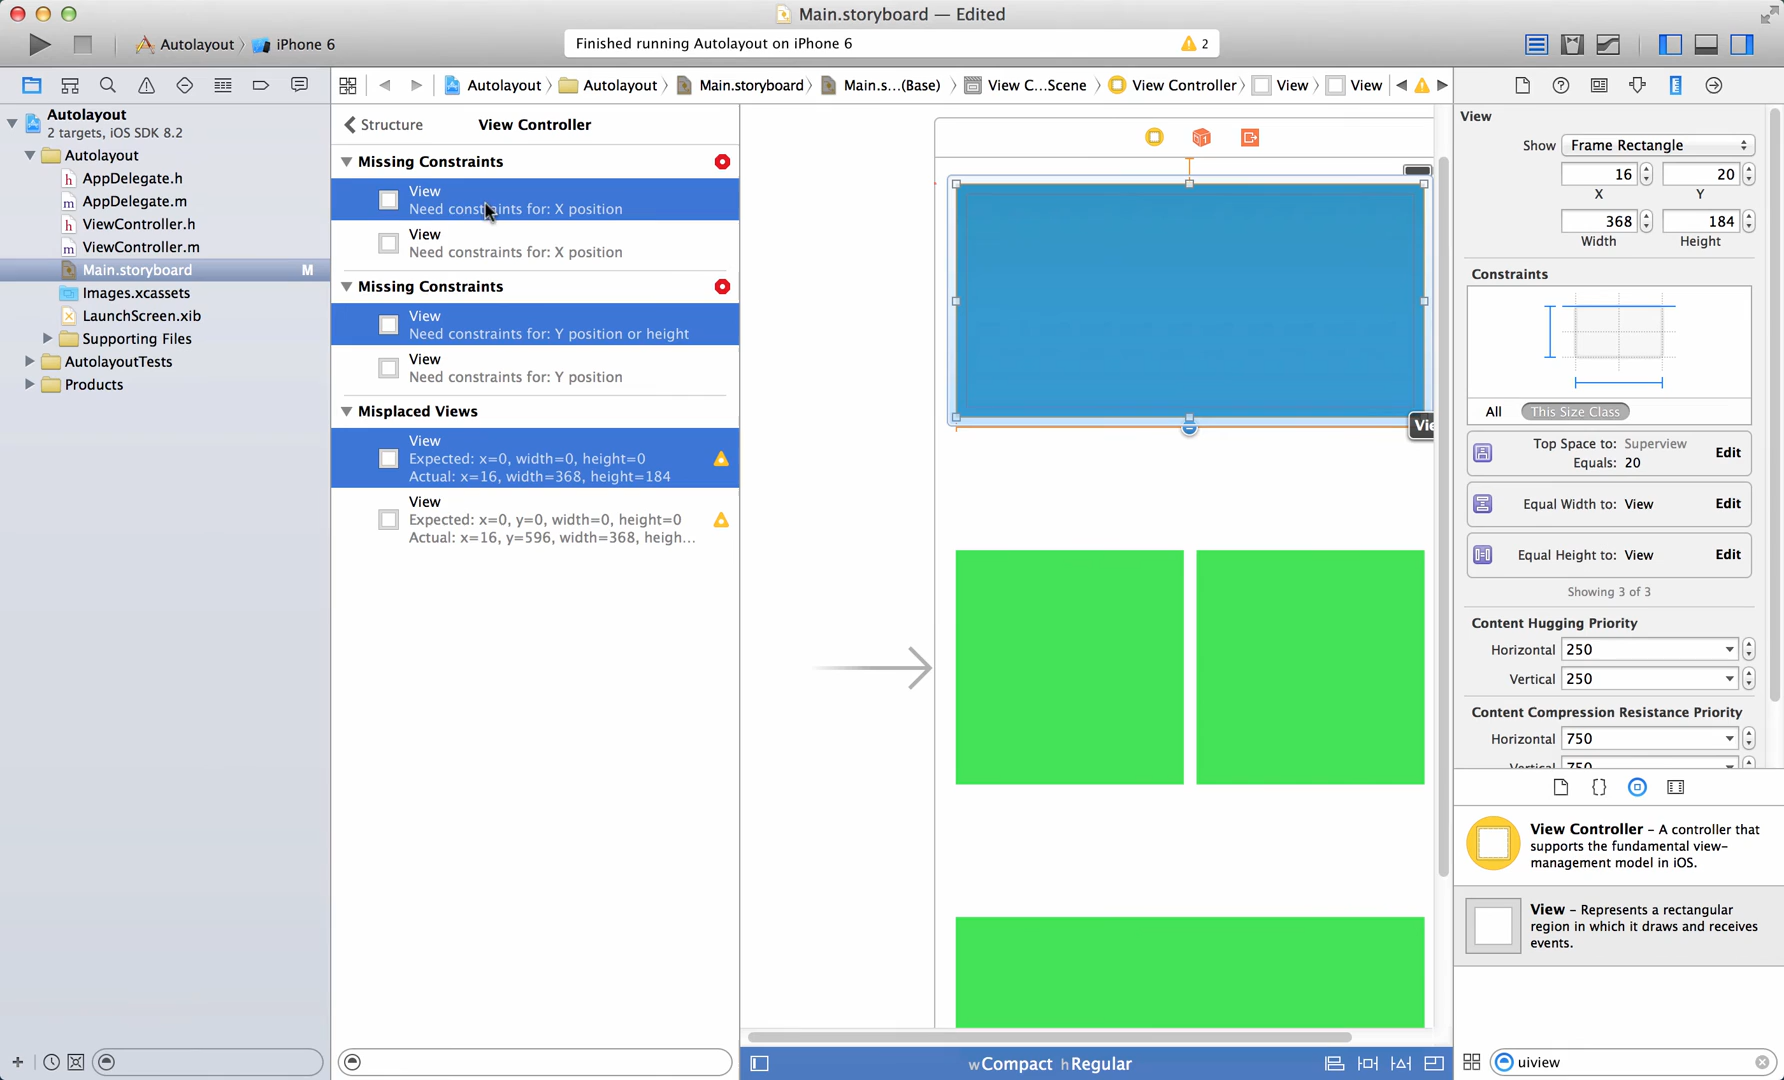 Main.storyboard — Edited
Autolayout
iPhone 6
Finished running Autolayout on iPhone 6
2
Autolayout
Autolayout
Main.storyboard
Main.s...(Base)
View C...Scene
View Controller
View
View
Autolayout
2 targets, iOS SDK 8.2
Autolayout
h AppDelegate.h
m AppDelegate.m
h ViewController.h
m ViewController.m
Main.storyboard M
Images.xcassets
LaunchScreen.xib
Supporting Files
AutolayoutTests
Products
Structure
View Controller
Missing Constraints
View
Need constraints for: X position
View
Need constraints for: X position
Missing Constraints
View
Need constraints for: Y position or height
View
Need constraints for: Y position
Misplaced Views
View
Expected: x=0, width=0, height=0
Actual: x=16, width=368, height=184
View
Expected: x=0, y=0, width=0, height=0
Actual: x=16, y=596, width=368, heigh...
Vie
wCompact hRegular
View
Show Frame Rectangle
16 20
X Y
368 184
Width Height
Constraints
All This Size Class
Top Space to: Superview
Equals: 20
Edit
Equal Width to: View Edit
Equal Height to: View Edit
Showing 3 of 3
Content Hugging Priority
Horizontal 250
Vertical 250
Content Compression Resistance Priority
Horizontal 750
Vertical 750
{}
View Controller – A controller that
supports the fundamental view-
management model in iOS.
View – Represents a rectangular
region in which it draws and receives
events.
uiview